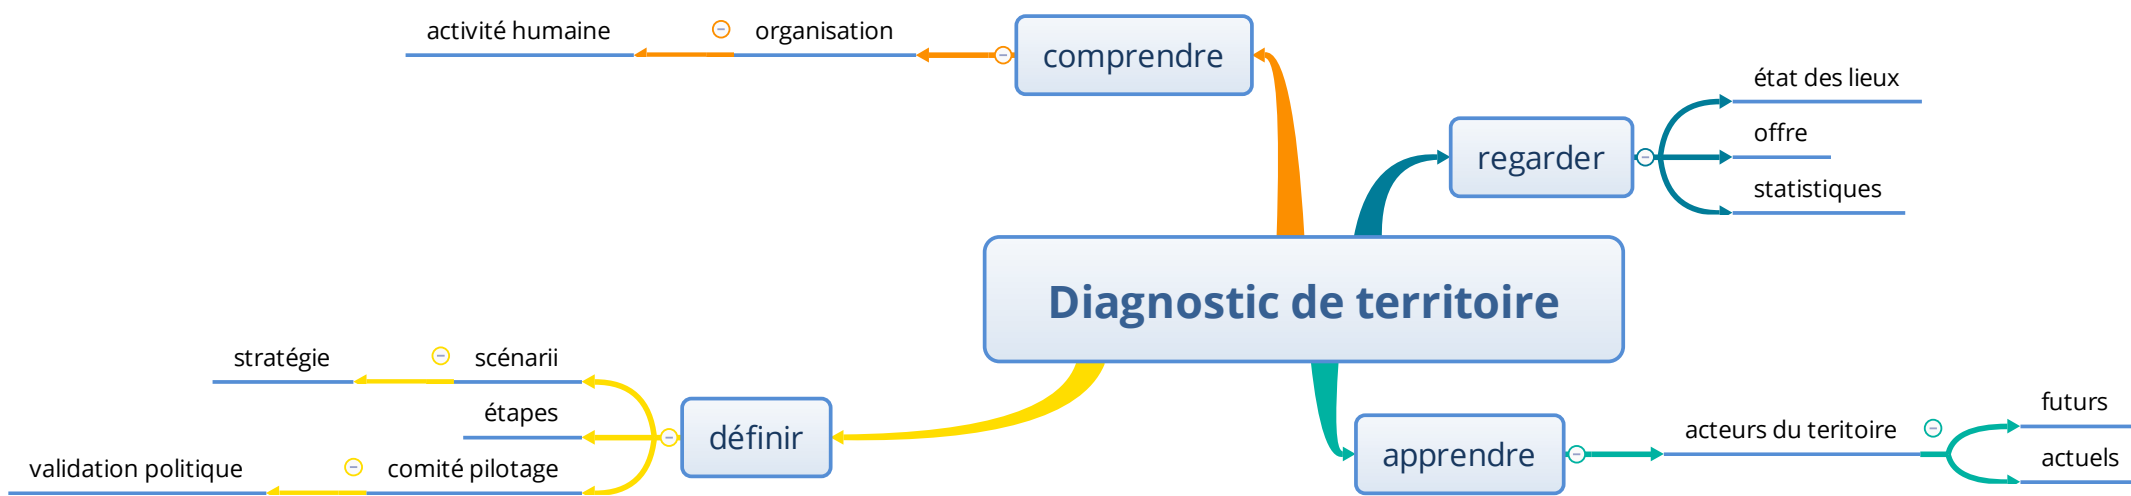 activité humaine
organisation
comprendre
état des lieux
offre
regarder
statistiques
Diagnostic de territoire
stratégie
scénarii
étapes
définir
validation politique
comité pilotage
apprendre
acteurs du teritoire
futurs
actuels